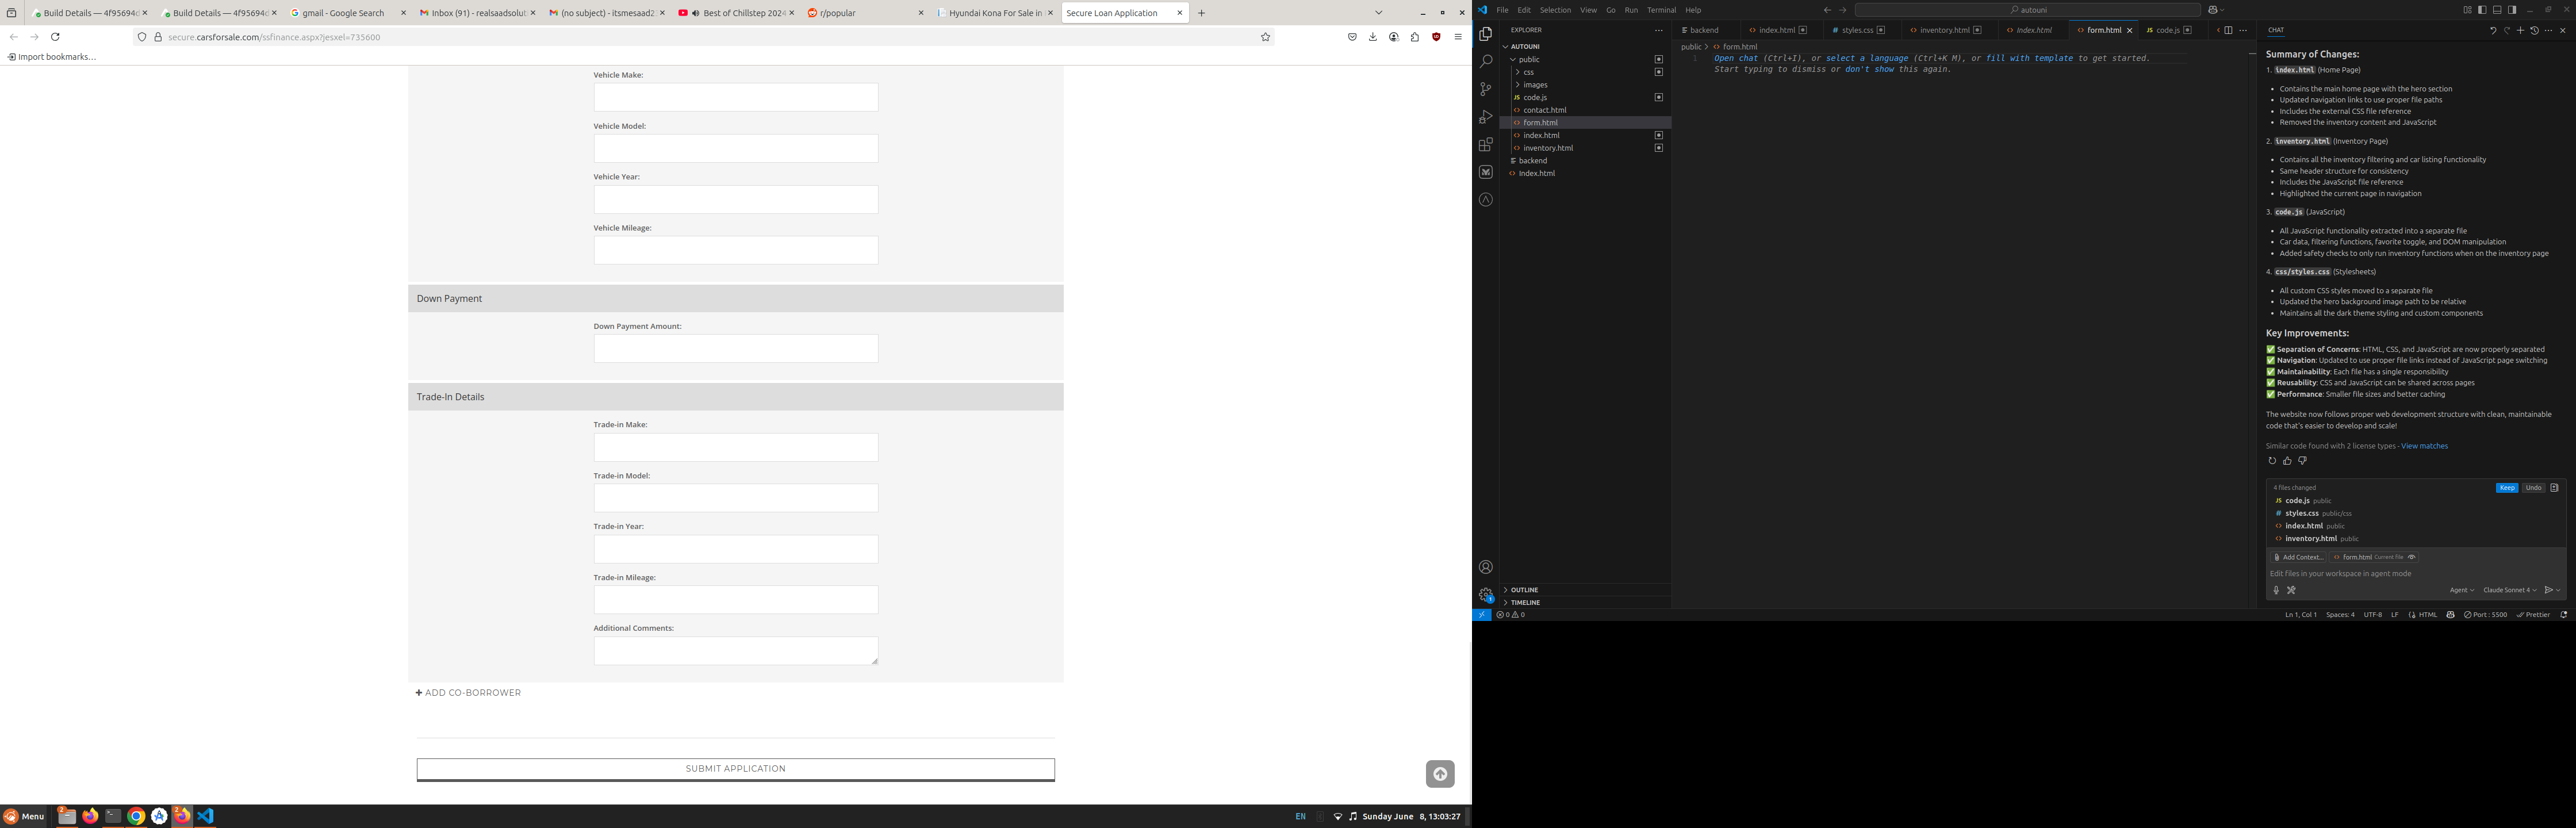 Build Details — 4f95694d
Build Details — 4f95694d
gmail - Google Search
Inbox (91) - realsaadsolut
(no subject) - itsmesaad2
Best of Chillstep 2024
r/popular
Hyundai Kona For Sale in
Secure Loan Application
secure.carsforsale.com/ssfinance.aspx?jesxel=735600
Import bookmarks...
Vehicle Make:
Vehicle Model:
Vehicle Year:
Vehicle Mileage:
Down Payment
Down Payment Amount:
Trade-In Details
Trade-in Make:
Trade-in Model:
Trade-in Year:
Trade-in Mileage:
Additional Comments:
ADD CO-BORROWER
SUBMIT APPLICATION
2
Menu
2
EN
Sunday June 8, 13:03:27
File Edit Selection View Go Run Terminal Help
autouni
EXPLORER
AUTOUNI
public
css
images
JS code.js
contact.html
form.html
index.html
inventory.html
backend
Index.html
OUTLINE
TIMELINE
backend
index.html
styles.css
inventory.html
Index.html
form.html
JS code.js
public > form.html
1
Open chat (Ctrl+I), or select a language (Ctrl+K M), or fill with template to get started.
Start typing to dismiss or don't show this again.
CHAT
Summary of Changes:
1. index.html (Home Page)
• Contains the main home page with the hero section
• Updated navigation links to use proper file paths
• Includes the external CSS file reference
• Removed the inventory content and JavaScript
2. inventory.html (Inventory Page)
• Contains all the inventory filtering and car listing functionality
• Same header structure for consistency
• Includes the JavaScript file reference
• Highlighted the current page in navigation
3. code.js (JavaScript)
• All JavaScript functionality extracted into a separate file
• Car data, filtering functions, favorite toggle, and DOM manipulation
• Added safety checks to only run inventory functions when on the inventory page
4. css/styles.css (Stylesheets)
• All custom CSS styles moved to a separate file
• Updated the hero background image path to be relative
• Maintains all the dark theme styling and custom components
Key Improvements:
✅ Separation of Concerns: HTML, CSS, and JavaScript are now properly separated
✅ Navigation: Updated to use proper file links instead of JavaScript page switching
✅ Maintainability: Each file has a single responsibility
✅ Reusability: CSS and JavaScript can be shared across pages
✅ Performance: Smaller file sizes and better caching
The website now follows proper web development structure with clean, maintainable
code that's easier to develop and scale!
Similar code found with 2 license types - View matches
4 files changed
Keep
Undo
JS code.js public
# styles.css public/css
index.html public
inventory.html public
Add Context...
form.html Current file
Edit files in your workspace in agent mode
Agent
Claude Sonnet 4
1
0 0
Ln 1, Col 1
Spaces: 4
UTF-8
LF
HTML
Port : 5500
Prettier